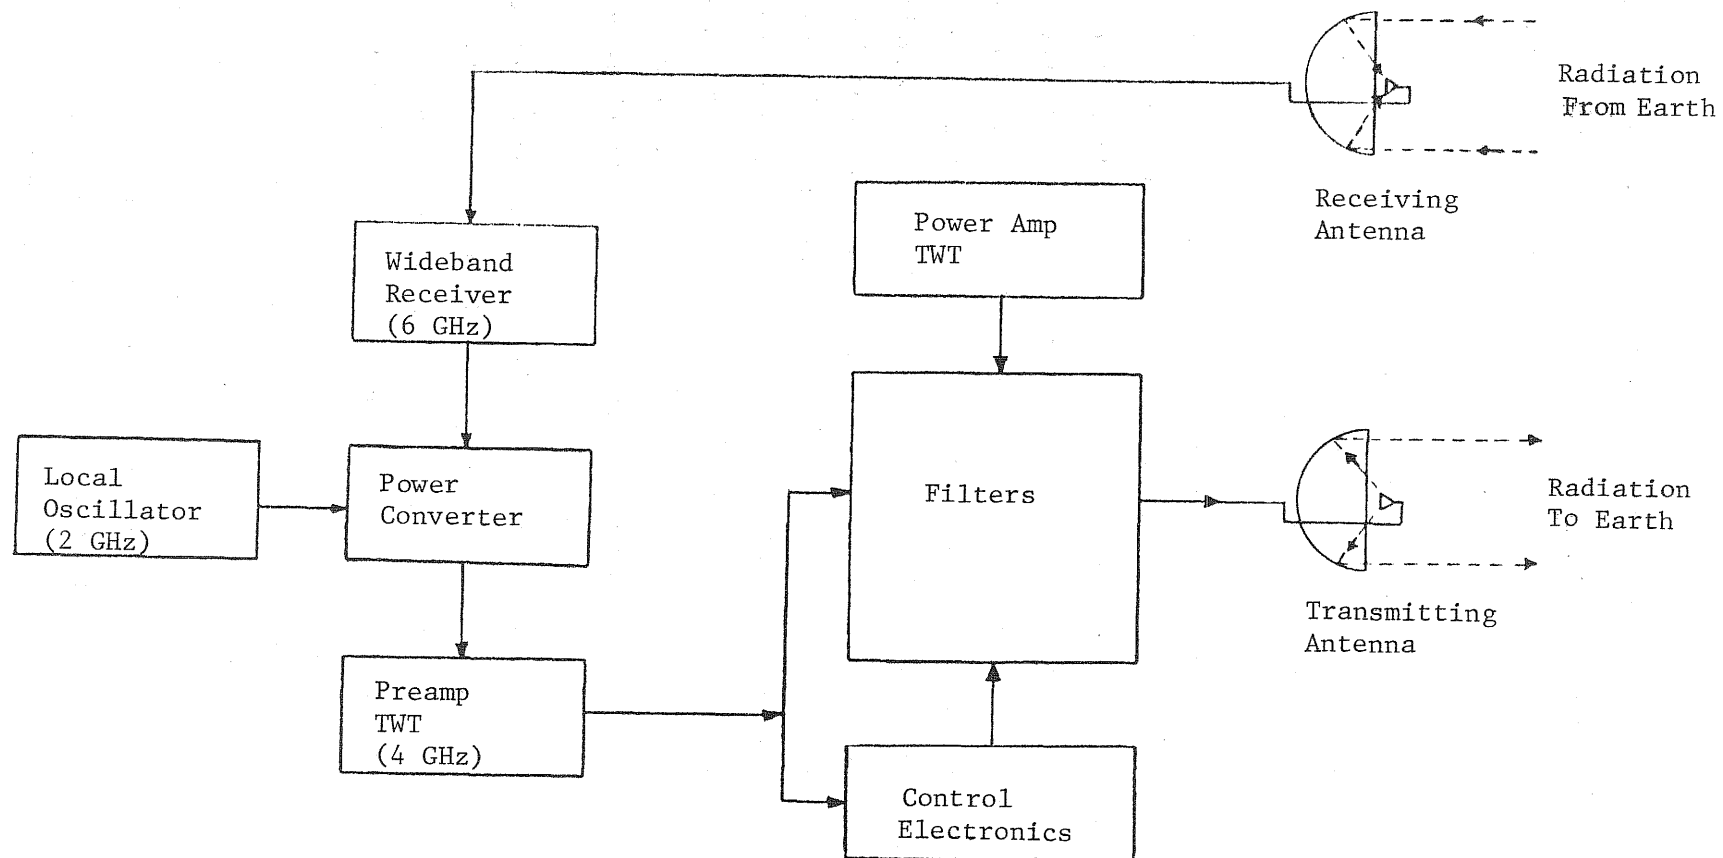 Radiation
From Earth
Receiving
Antenna
Power Amp
TWT
Wideband
Receiver
(6 GHz)
Local
Oscillator
(2 GHz)
Power
Converter
Filters
Radiation
To Earth
Transmitting
Antenna
Preamp
TWT
(4 GHz)
Control
Electronics